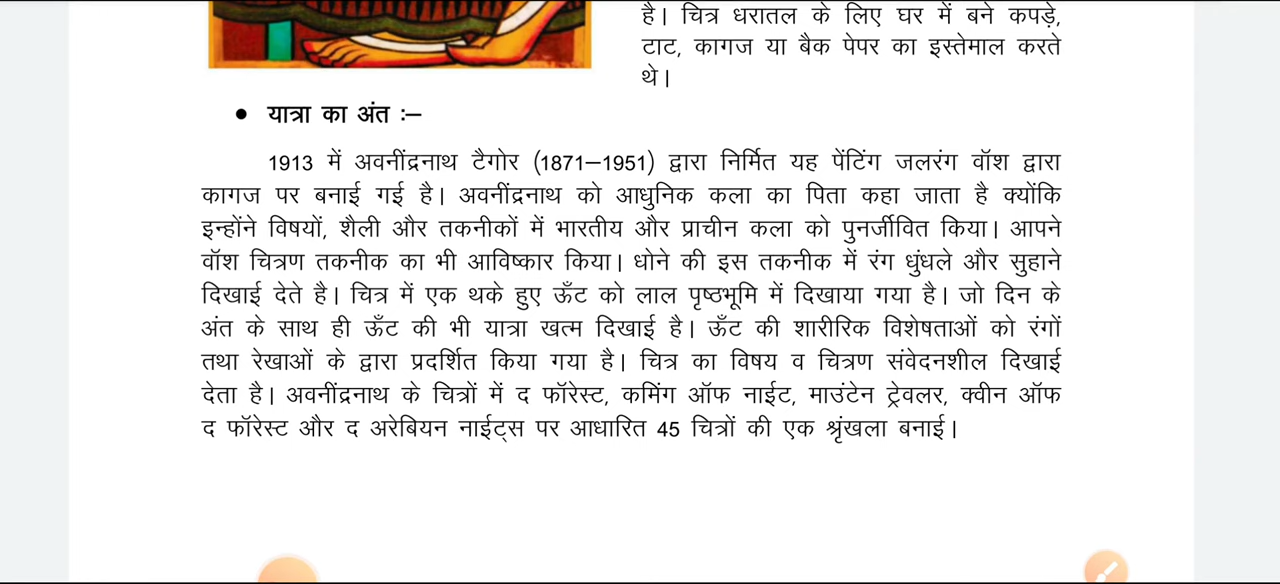 है। चित्र धरातल के लिए घर में बने कपड़े,
टाट, कागज या बैक पेपर का इस्तेमाल करते
थे।
• यात्रा का अंत :–
1913 में अवनींद्रनाथ टैगोर (1871–1951) द्वारा निर्मित यह पेंटिंग जलरंग वॉश द्वारा
कागज पर बनाई गई है। अवनींद्रनाथ को आधुनिक कला का पिता कहा जाता है क्योंकि
इन्होंने विषयों, शैली और तकनीकों में भारतीय और प्राचीन कला को पुनर्जीवित किया। आपने
वॉश चित्रण तकनीक का भी आविष्कार किया। धोने की इस तकनीक में रंग धुंधले और सुहाने
दिखाई देते है। चित्र में एक थके हुए ऊँट को लाल पृष्ठभूमि में दिखाया गया है। जो दिन के
अंत के साथ ही ऊँट की भी यात्रा खत्म दिखाई है। ऊँट की शारीरिक विशेषताओं को रंगों
तथा रेखाओं के द्वारा प्रदर्शित किया गया है। चित्र का विषय व चित्रण संवेदनशील दिखाई
देता है। अवनींद्रनाथ के चित्रों में द फॉरेस्ट, कमिंग ऑफ नाईट, माउंटेन ट्रेवलर, क्वीन ऑफ
द फॉरेस्ट और द अरेबियन नाईट्स पर आधारित 45 चित्रों की एक श्रृंखला बनाई।